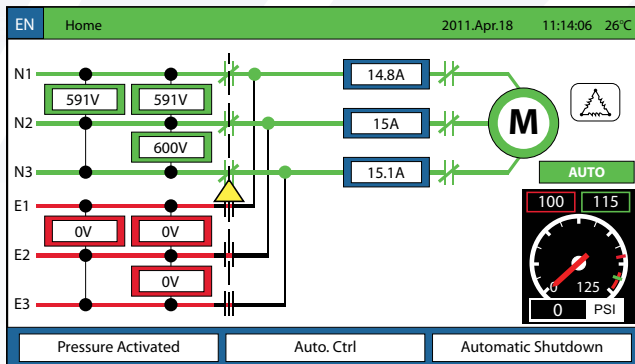 EN Home 2011.Apr.18 11:14:06 26°C
N1 14.8A
591V 591V
N2 15A M
600V
N3 15.1A AUTO
E1 100 115
0V 0V
E2
0V 0 125
E3 0 PSI
Pressure Activated Auto. Ctrl Automatic Shutdown